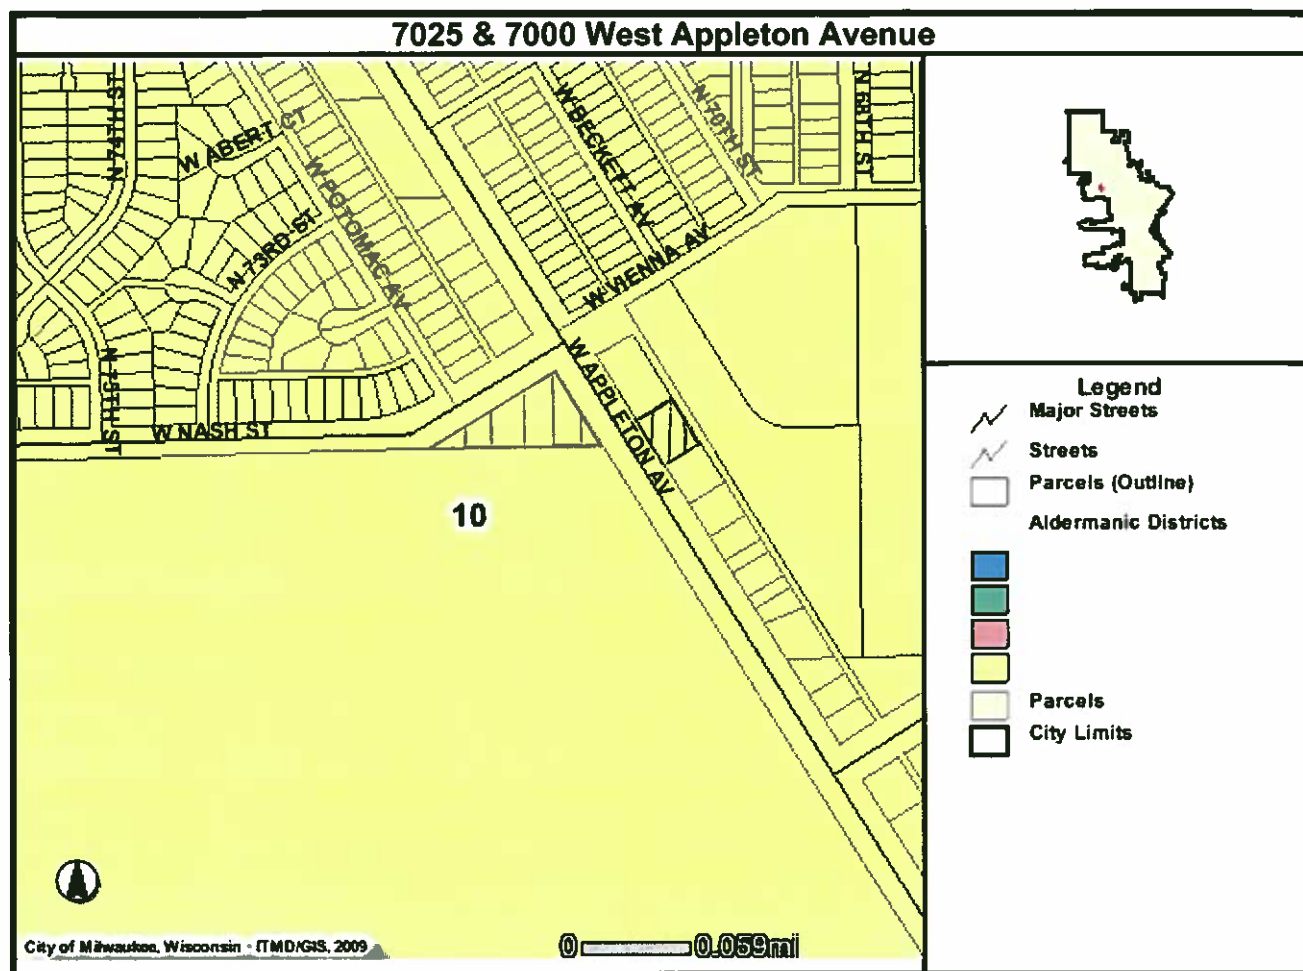 7025 & 7000 West Appleton Avenue
N 74TH ST
W ABERT CT
N 73RD ST
W POTOMAC AV
W BECKETT AV
N 70TH ST
N 68TH ST
W VIENNA AV
N 75TH ST
W NASH ST
W APPLETON AV
10
City of Milwaukee, Wisconsin - ITMD/GIS, 2009
0 0.059mi
Legend
Major Streets
Streets
Parcels (Outline)
Aldermanic Districts
Parcels
City Limits